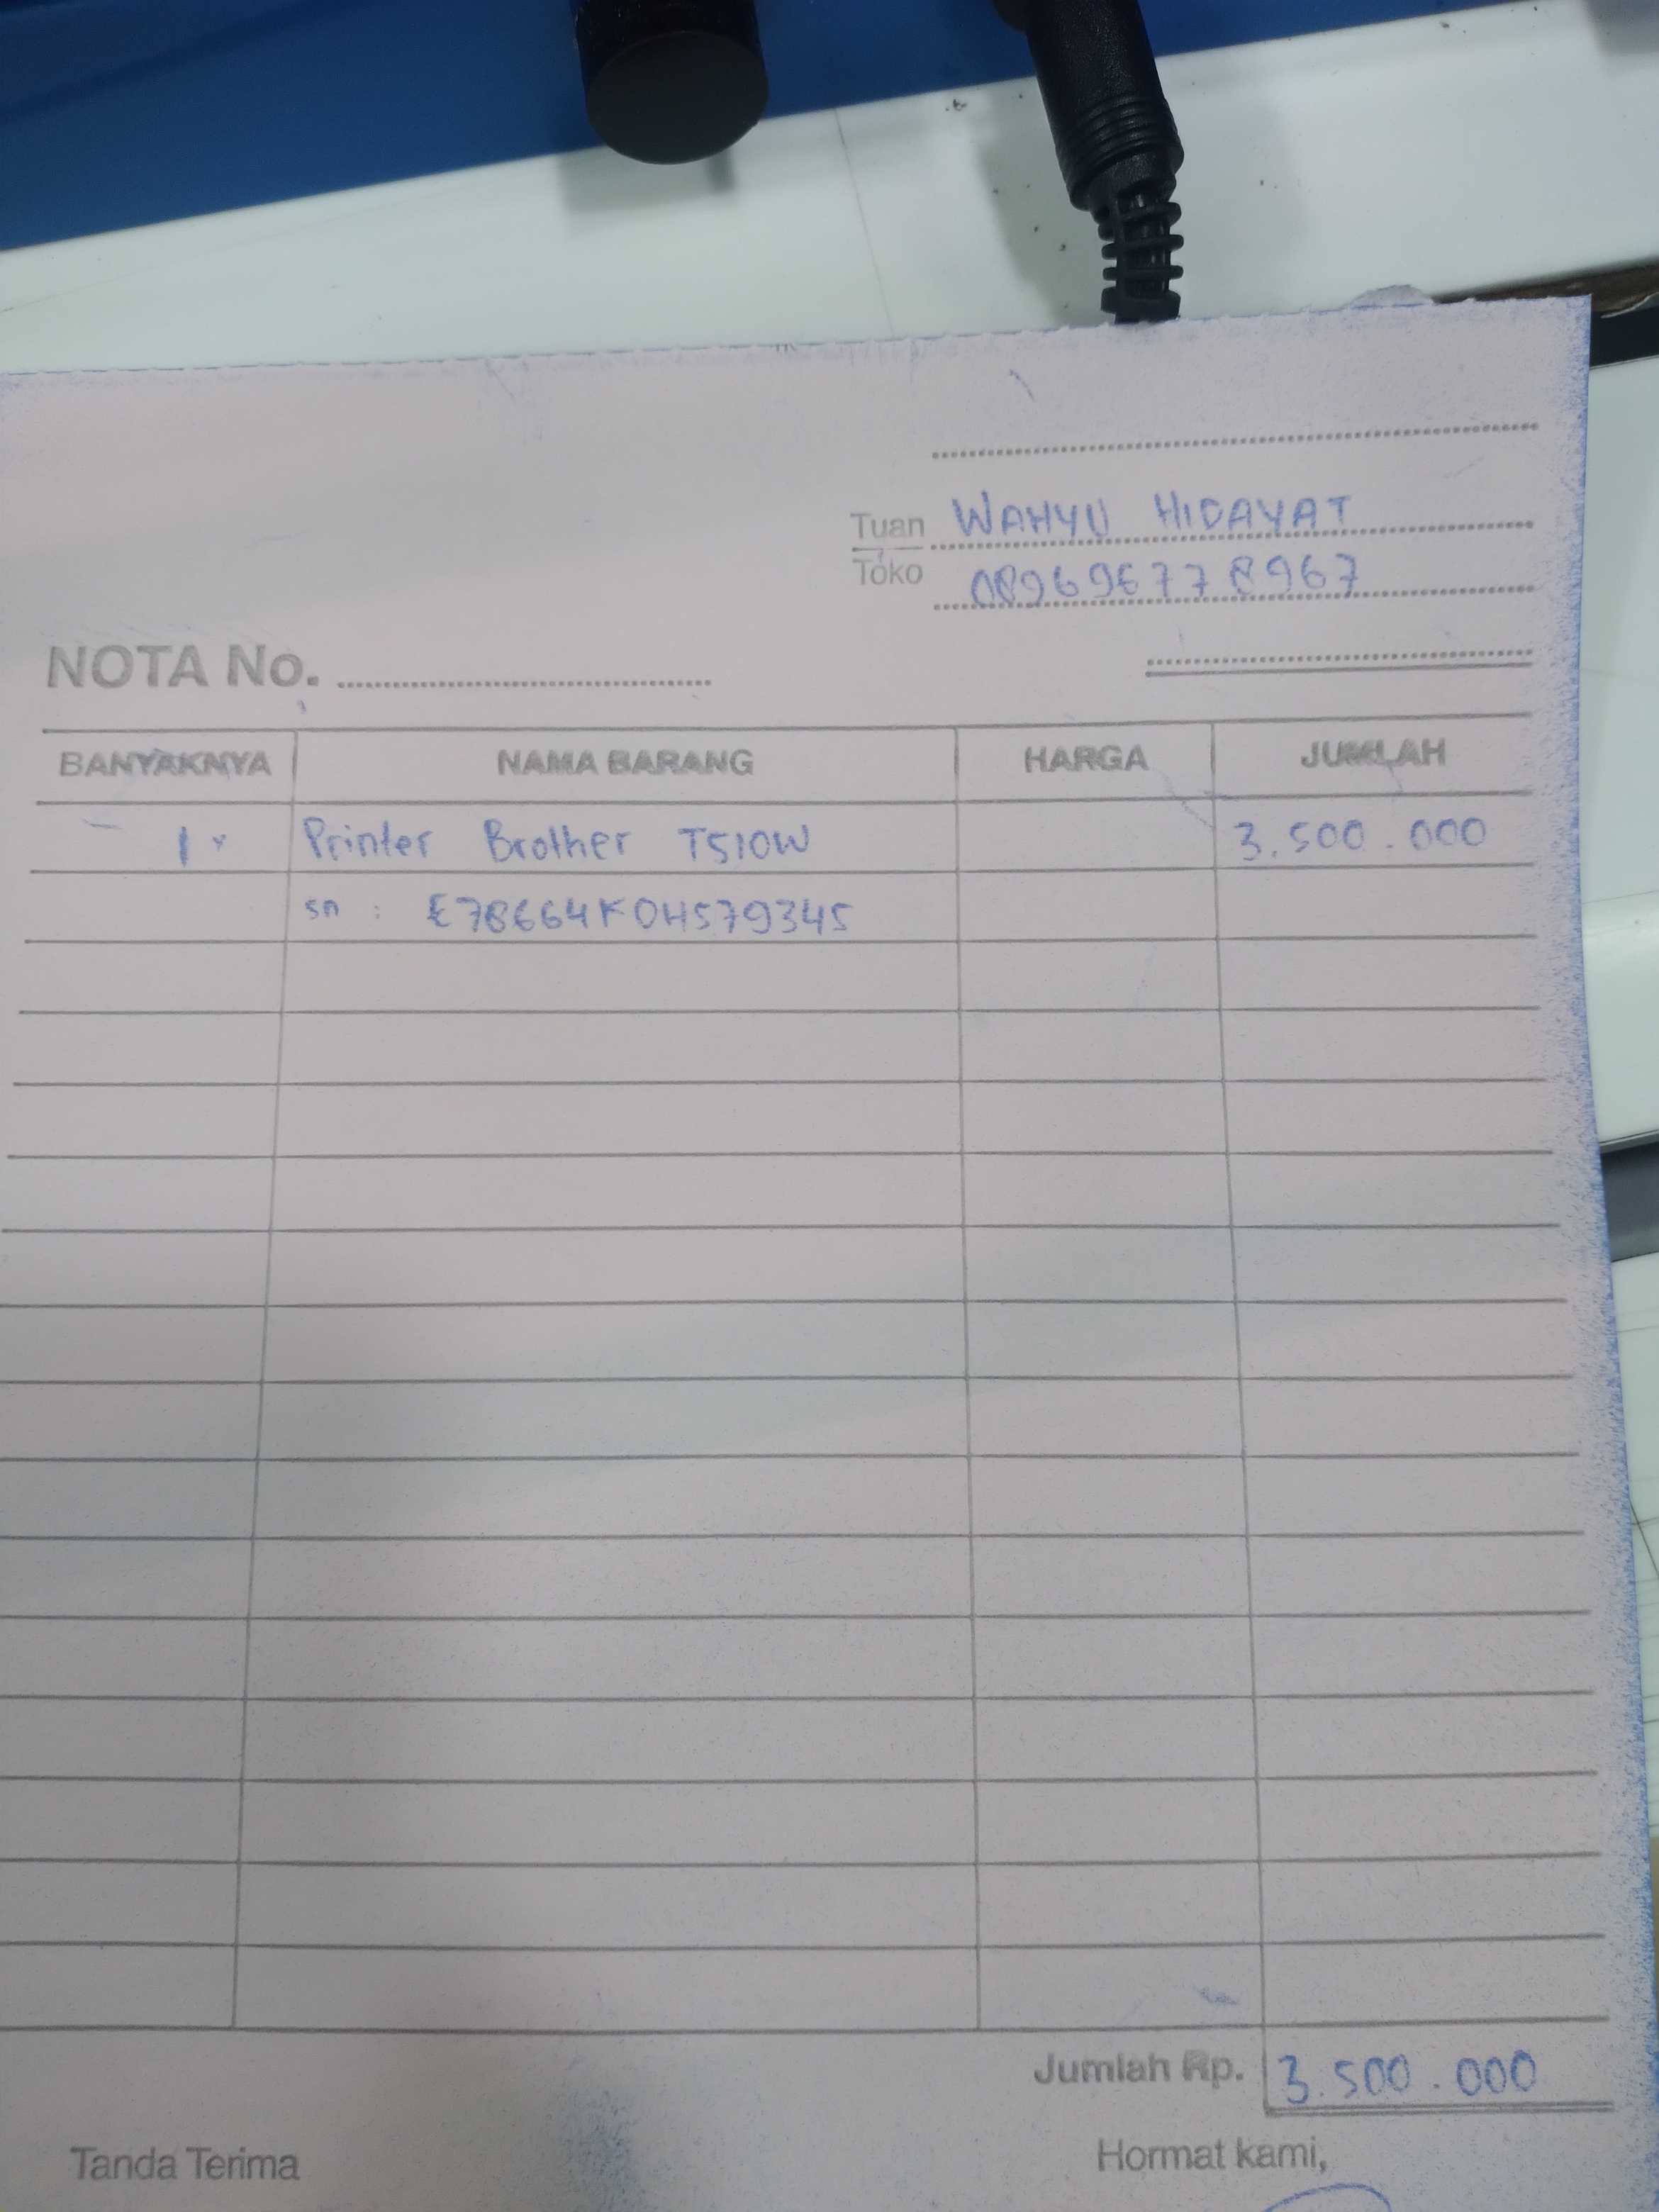 Tuan WAHYU HIDAYAT
Toko 089696778967
NOTA No.
BANYAKNYA NAMA BARANG HARGA JUMLAH
1x Printer Brother T510W 3.500.000
sn : E78664K0H579345
Jumlah Rp. 3.500.000
Tanda Terima Hormat kami,